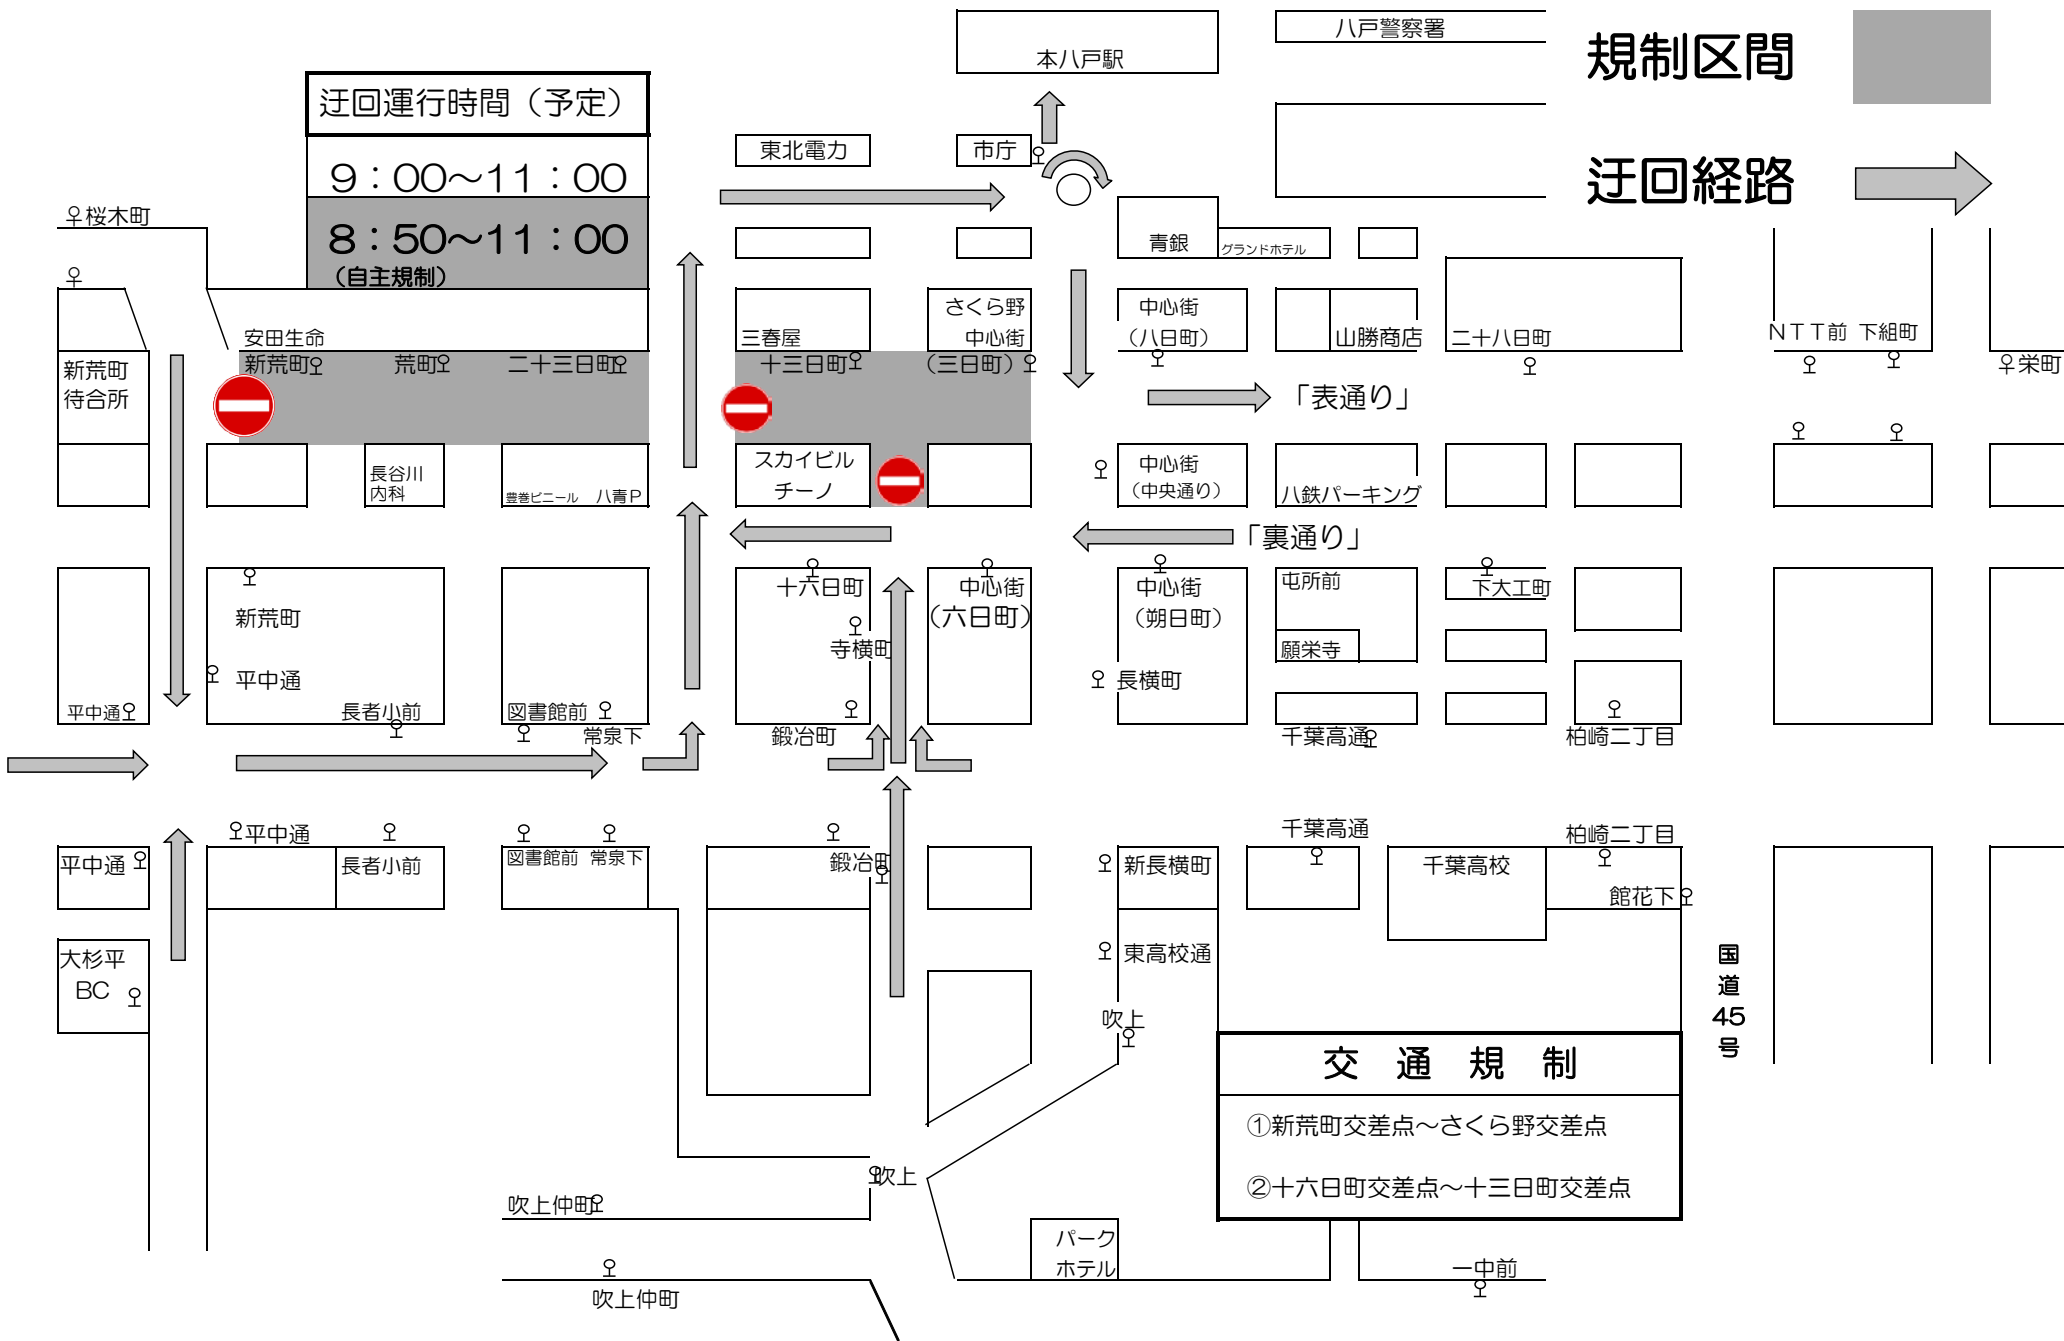 八戸警察署
規制区間
本八戸駅
迂回運行時間（予定）
東北電力
市庁
9：00～11：00
迂回経路
♀桜木町
8：50～11：00
（自主規制）
青銀
グランドホテル
さくら野
中心街
安田生命
三春屋
中心街
（八日町）
山勝商店
二十八日町
ＮＴＴ前
下組町
新荒町
待合所
新荒町
荒町
二十三日町
十三日町
（三日町）
♀栄町
「表通り」
長谷川
内科
豊巻ビニール
八青Ｐ
スカイビル
チーノ
中心街
（中央通り）
八鉄パーキング
「裏通り」
新荒町
十六日町
中心街
（六日町）
中心街
（朔日町）
屯所前
下大工町
寺横町
願栄寺
平中通
長横町
平中通
長者小前
図書館前
常泉下
鍛冶町
千葉高通
柏崎二丁目
平中通
千葉高通
柏崎二丁目
平中通
長者小前
図書館前
常泉下
鍛冶町
新長横町
千葉高校
館花下
大杉平
BC
東高校通
国道45号
吹上
交通規制
①新荒町交差点～さくら野交差点
吹上
②十六日町交差点～十三日町交差点
吹上仲町
パーク
ホテル
一中前
吹上仲町